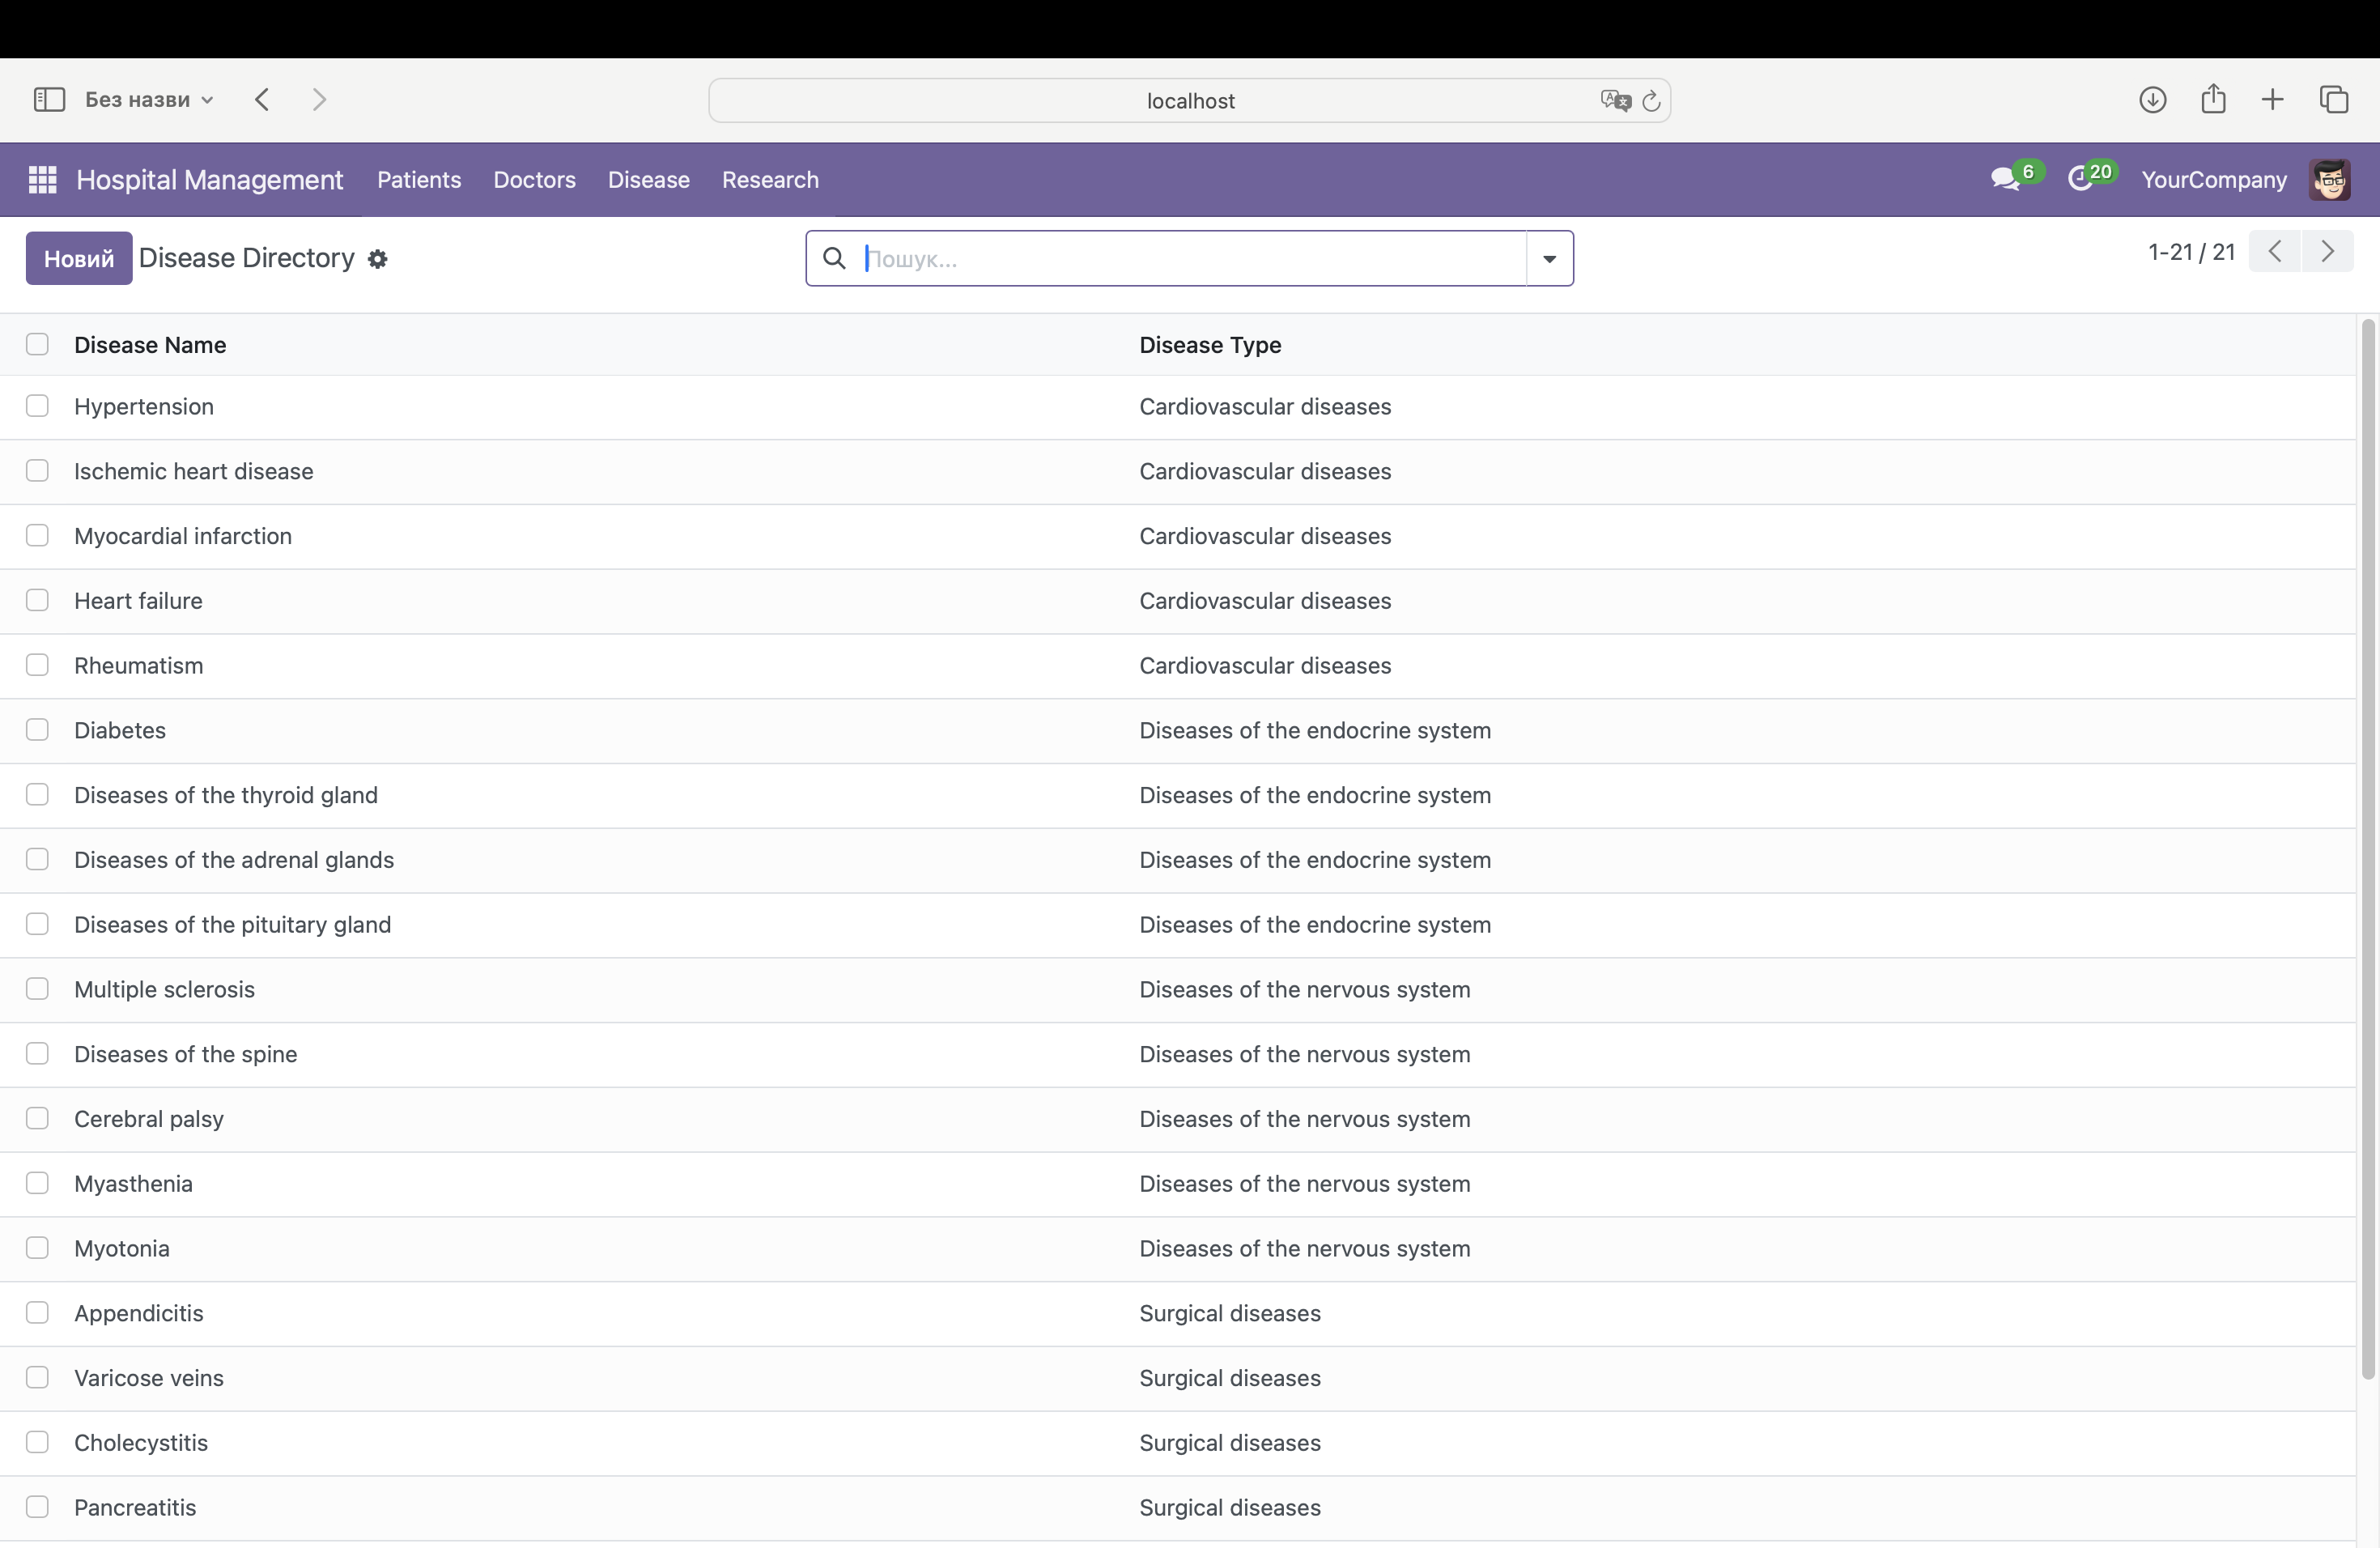 Без назви
localhost
Hospital Management Patients Doctors Disease Research 6 20 YourCompany
Новий Disease Directory Пошук... 1-21 / 21
Disease Name Disease Type
Hypertension Cardiovascular diseases
Ischemic heart disease Cardiovascular diseases
Myocardial infarction Cardiovascular diseases
Heart failure Cardiovascular diseases
Rheumatism Cardiovascular diseases
Diabetes Diseases of the endocrine system
Diseases of the thyroid gland Diseases of the endocrine system
Diseases of the adrenal glands Diseases of the endocrine system
Diseases of the pituitary gland Diseases of the endocrine system
Multiple sclerosis Diseases of the nervous system
Diseases of the spine Diseases of the nervous system
Cerebral palsy Diseases of the nervous system
Myasthenia Diseases of the nervous system
Myotonia Diseases of the nervous system
Appendicitis Surgical diseases
Varicose veins Surgical diseases
Cholecystitis Surgical diseases
Pancreatitis Surgical diseases